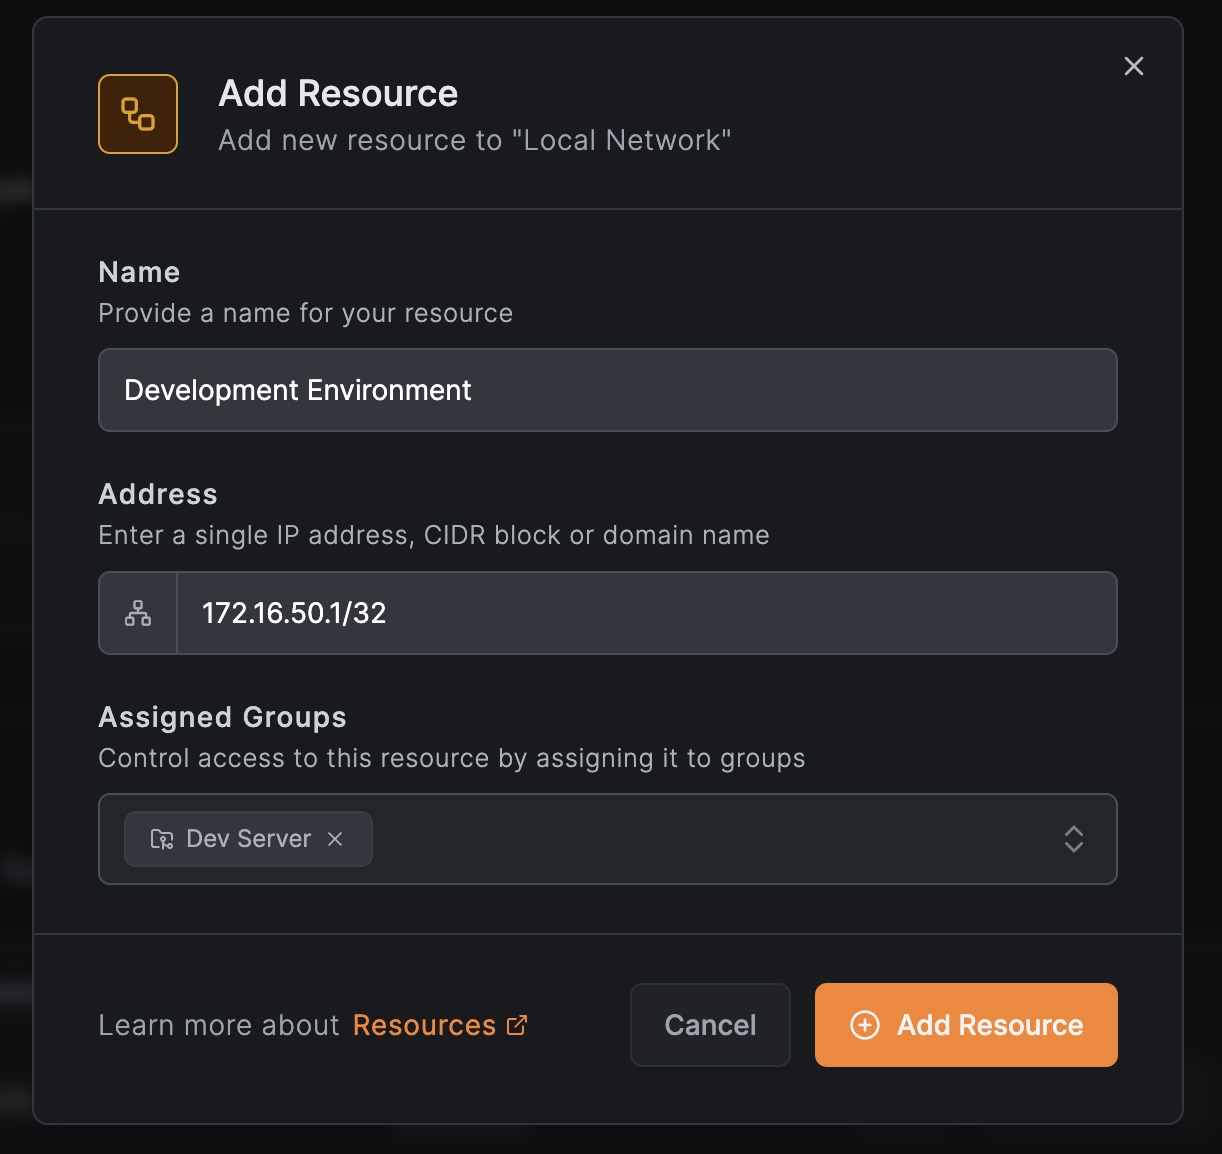 Add Resource
Add new resource to "Local Network"
Name
Provide a name for your resource
Development Environment
Address
Enter a single IP address, CIDR block or domain name
172.16.50.1/32
Assigned Groups
Control access to this resource by assigning it to groups
Dev Server
Learn more about Resources
Cancel
Add Resource